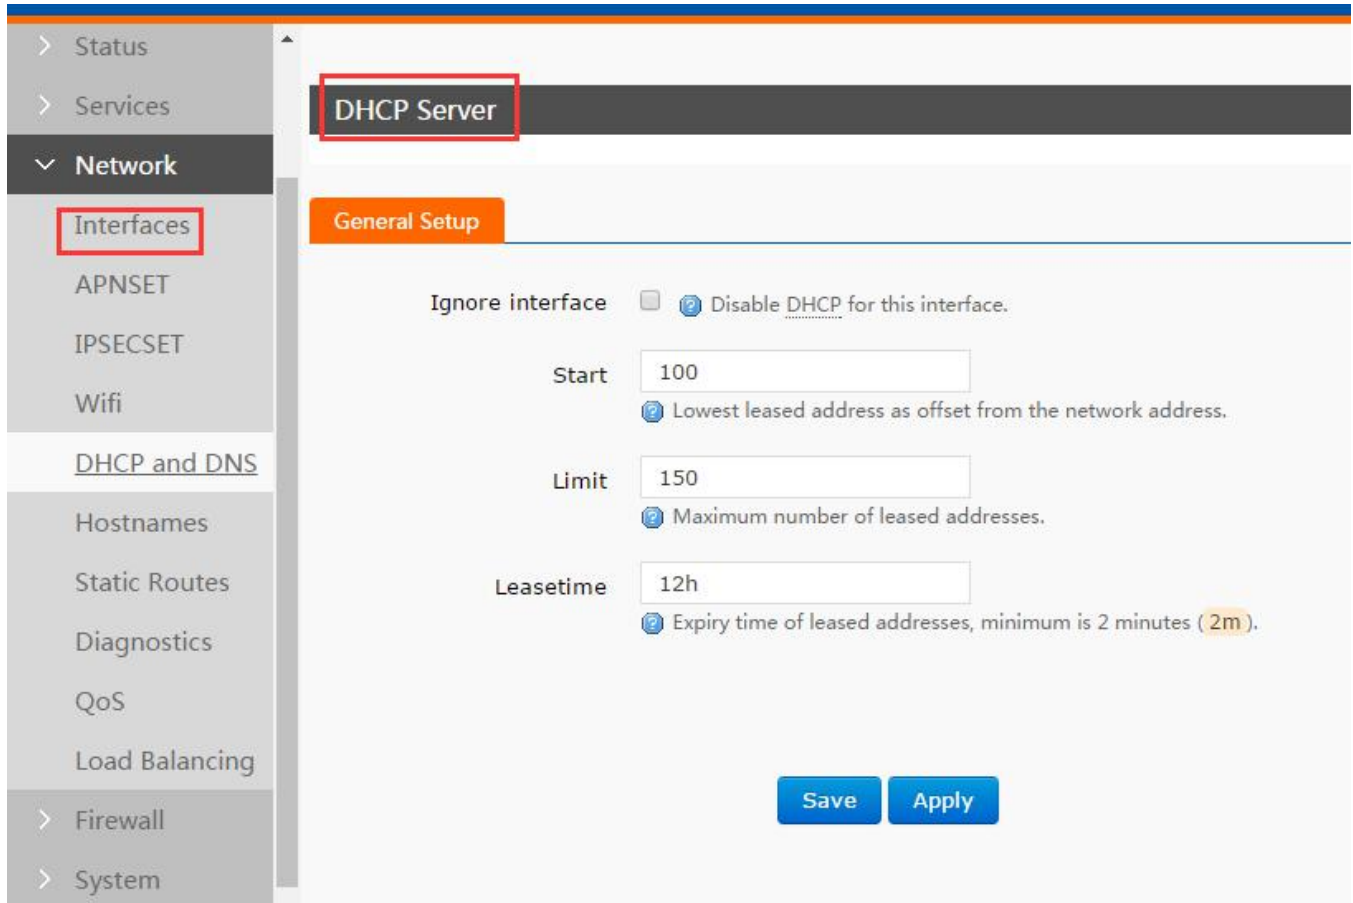 Status
Services
Network
Interfaces
APNSET
IPSECSET
Wifi
DHCP and DNS
Hostnames
Static Routes
Diagnostics
QoS
Load Balancing
Firewall
System
DHCP Server
General Setup
Ignore interface
Disable DHCP for this interface.
Start
100
Lowest leased address as offset from the network address.
Limit
150
Maximum number of leased addresses.
Leasetime
12h
Expiry time of leased addresses, minimum is 2 minutes ( 2m ).
Save
Apply